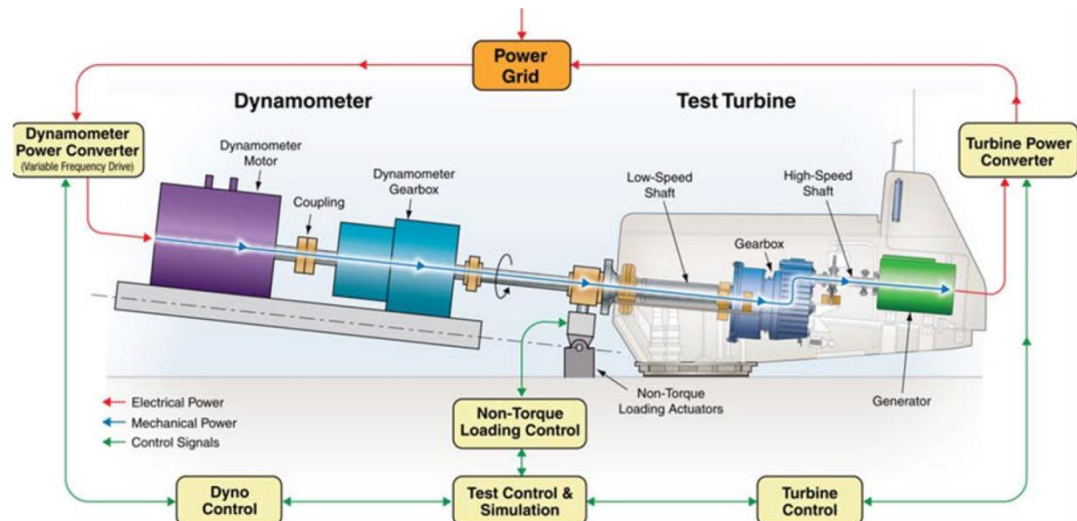 Power
Grid
Dynamometer
Test Turbine
Dynamometer
Power Converter
(Variable Frequency Drive)
Turbine Power
Converter
Dynamometer
Motor
Dynamometer
Gearbox
Coupling
Low-Speed
Shaft
High-Speed
Shaft
Gearbox
Non-Torque
Loading Actuators
Generator
Electrical Power
Mechanical Power
Control Signals
Non-Torque
Loading Control
Dyno
Control
Test Control &
Simulation
Turbine
Control